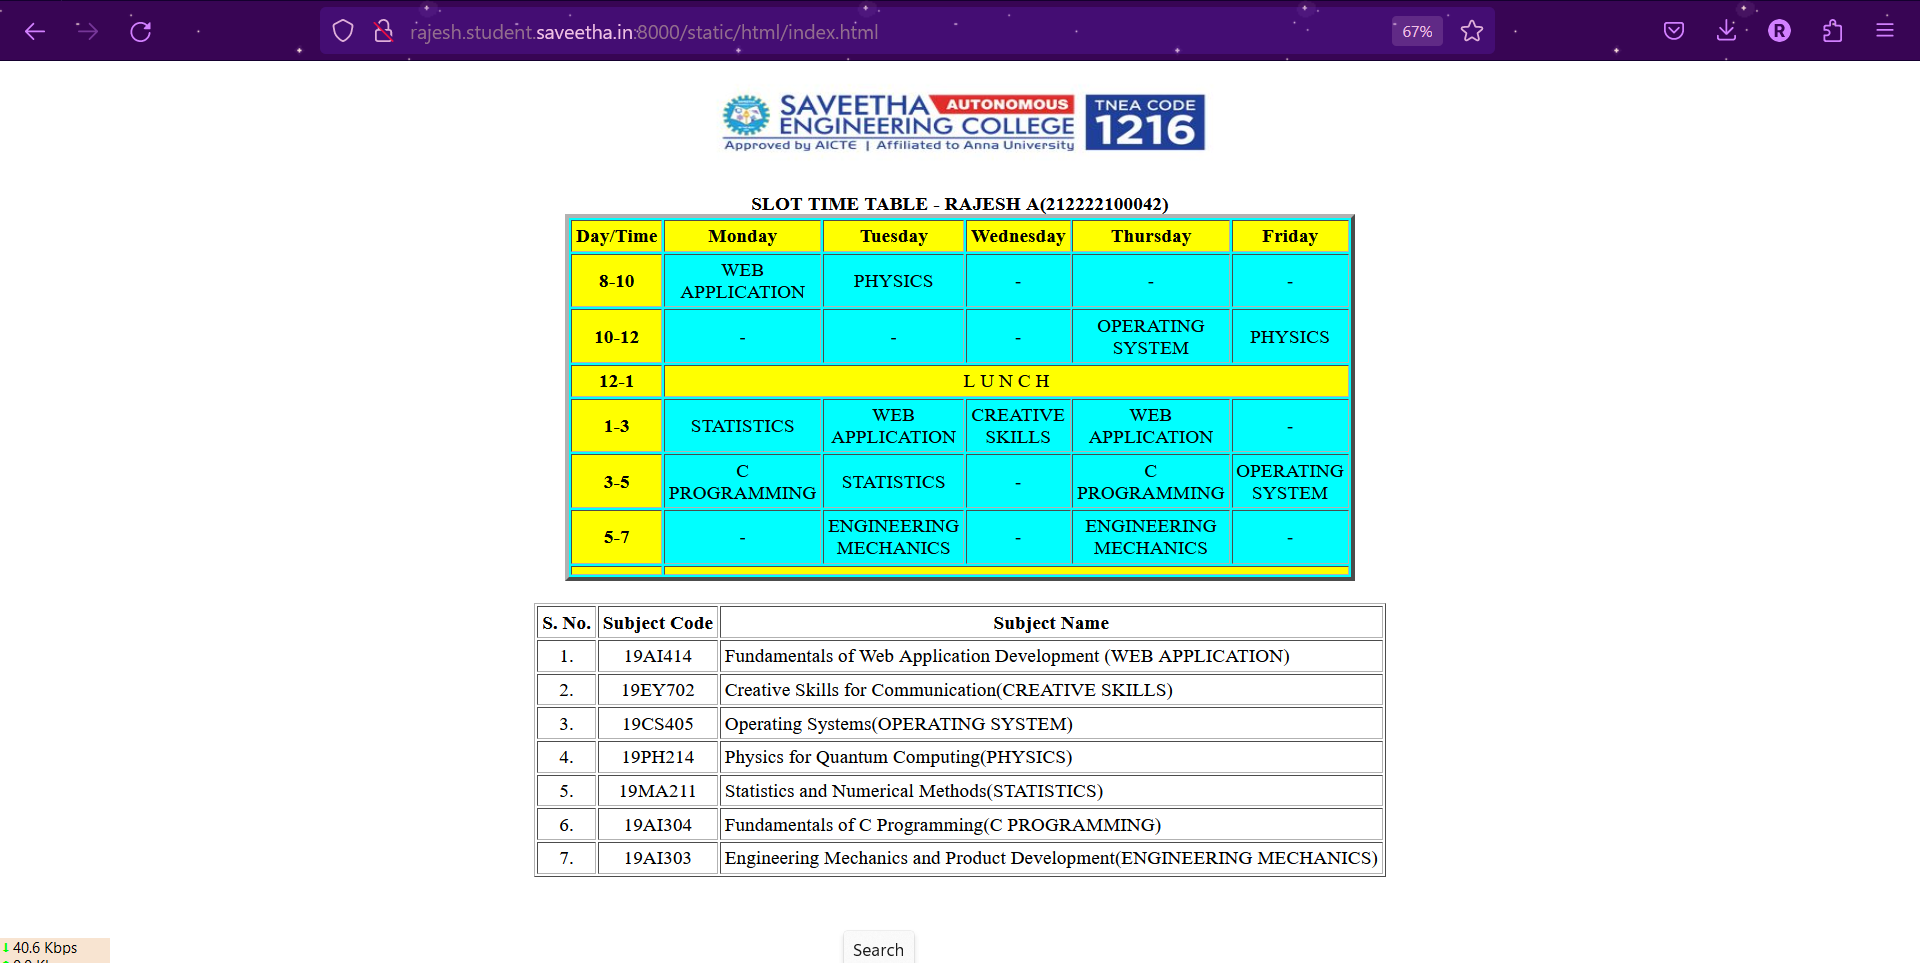 rajesh.student.saveetha.in:8000/static/html/index.html 67% R
SAVEETHA AUTONOMOUS TNEA CODE
ENGINEERING COLLEGE 1216
Approved by AICTE | Affiliated to Anna University
SLOT TIME TABLE - RAJESH A(212222100042)
Day/Time Monday Tuesday Wednesday Thursday Friday
8-10 WEB APPLICATION PHYSICS - - -
10-12 - - - OPERATING SYSTEM PHYSICS
12-1 L U N C H
1-3 STATISTICS WEB APPLICATION CREATIVE SKILLS WEB APPLICATION -
3-5 C PROGRAMMING STATISTICS - C PROGRAMMING OPERATING SYSTEM
5-7 - ENGINEERING MECHANICS - ENGINEERING MECHANICS -
S. No. Subject Code Subject Name
1. 19AI414 Fundamentals of Web Application Development (WEB APPLICATION)
2. 19EY702 Creative Skills for Communication(CREATIVE SKILLS)
3. 19CS405 Operating Systems(OPERATING SYSTEM)
4. 19PH214 Physics for Quantum Computing(PHYSICS)
5. 19MA211 Statistics and Numerical Methods(STATISTICS)
6. 19AI304 Fundamentals of C Programming(C PROGRAMMING)
7. 19AI303 Engineering Mechanics and Product Development(ENGINEERING MECHANICS)
40.6 Kbps
Search